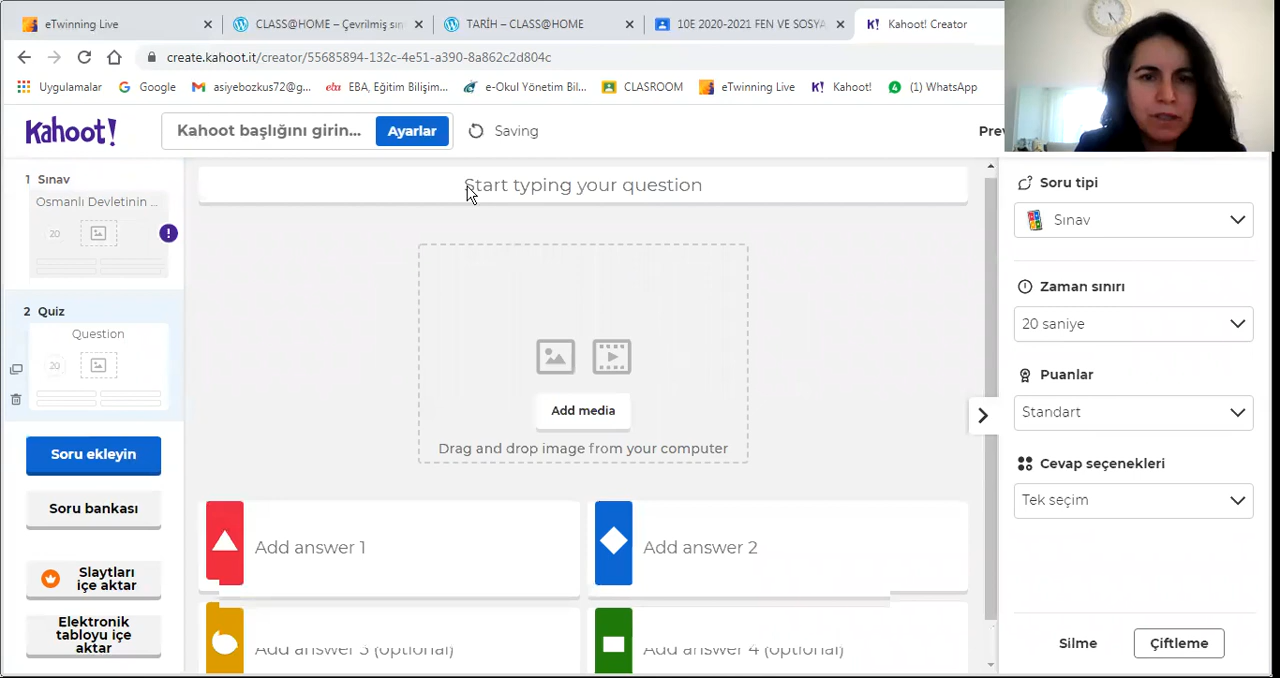 eTwinning Live
CLASS@HOME – Çevrilmiş sın
TARİH – CLASS@HOME
10E 2020-2021 FEN VE SOSYA
K! Kahoot! Creator
create.kahoot.it/creator/55685894-132c-4e51-a390-8a862c2d804c
Uygulamalar
Google
asiyebozkus72@g...
eba EBA, Eğitim Bilişim...
e-Okul Yönetim Bil...
CLASROOM
eTwinning Live
K! Kahoot!
(1) WhatsApp
Kahoot!
Kahoot başlığını girin...
Ayarlar
Saving
Prev
1 Sınav
Osmanlı Devletinin ...
20
2 Quiz
Question
20
Soru ekleyin
Soru bankası
Slaytları
içe aktar
Elektronik
tabloyu içe
aktar
Start typing your question
Add media
Drag and drop image from your computer
Add answer 1
Add answer 2
Add answer 3 (optional)
Add answer 4 (optional)
Soru tipi
Sınav
Zaman sınırı
20 saniye
Puanlar
Standart
Cevap seçenekleri
Tek seçim
Silme
Çiftleme